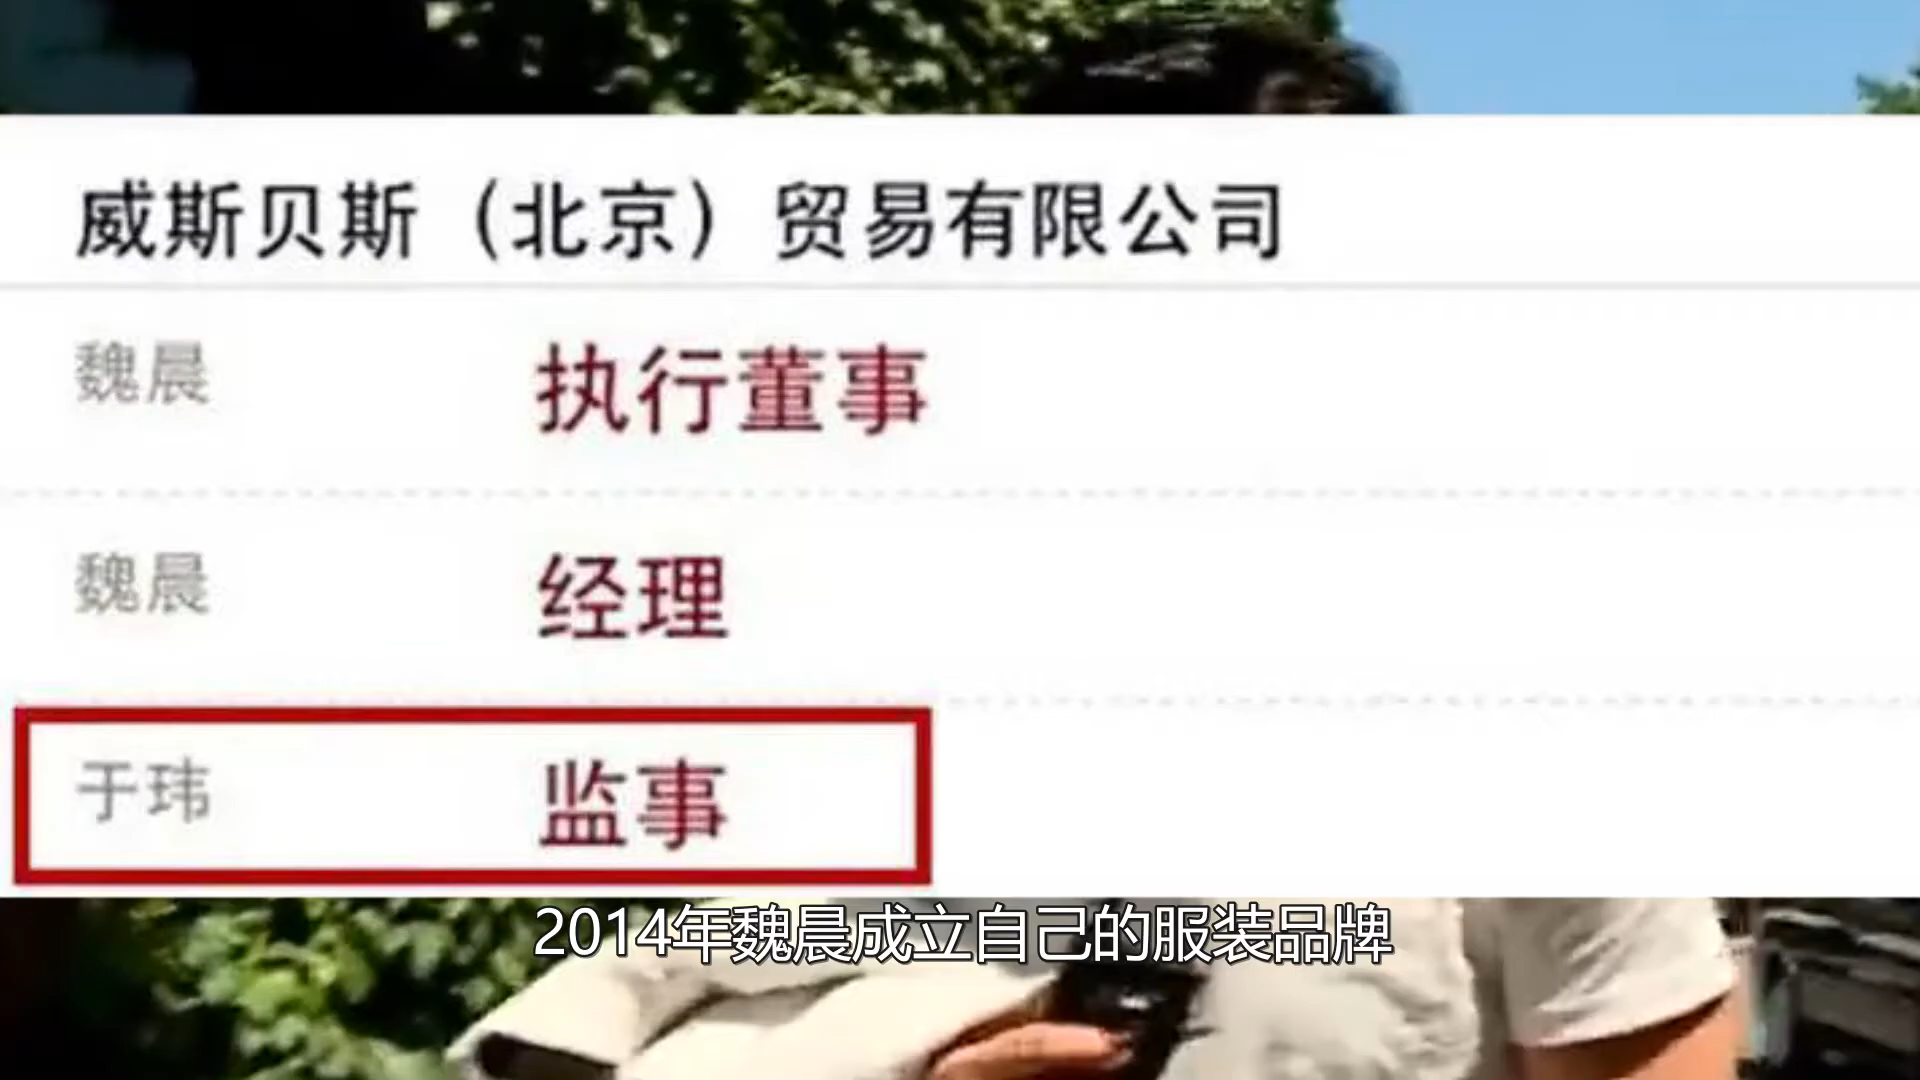 威斯贝斯（北京）贸易有限公司
魏晨 执行董事
魏晨 经理
于玮 监事
2014年魏晨成立自己的服装品牌